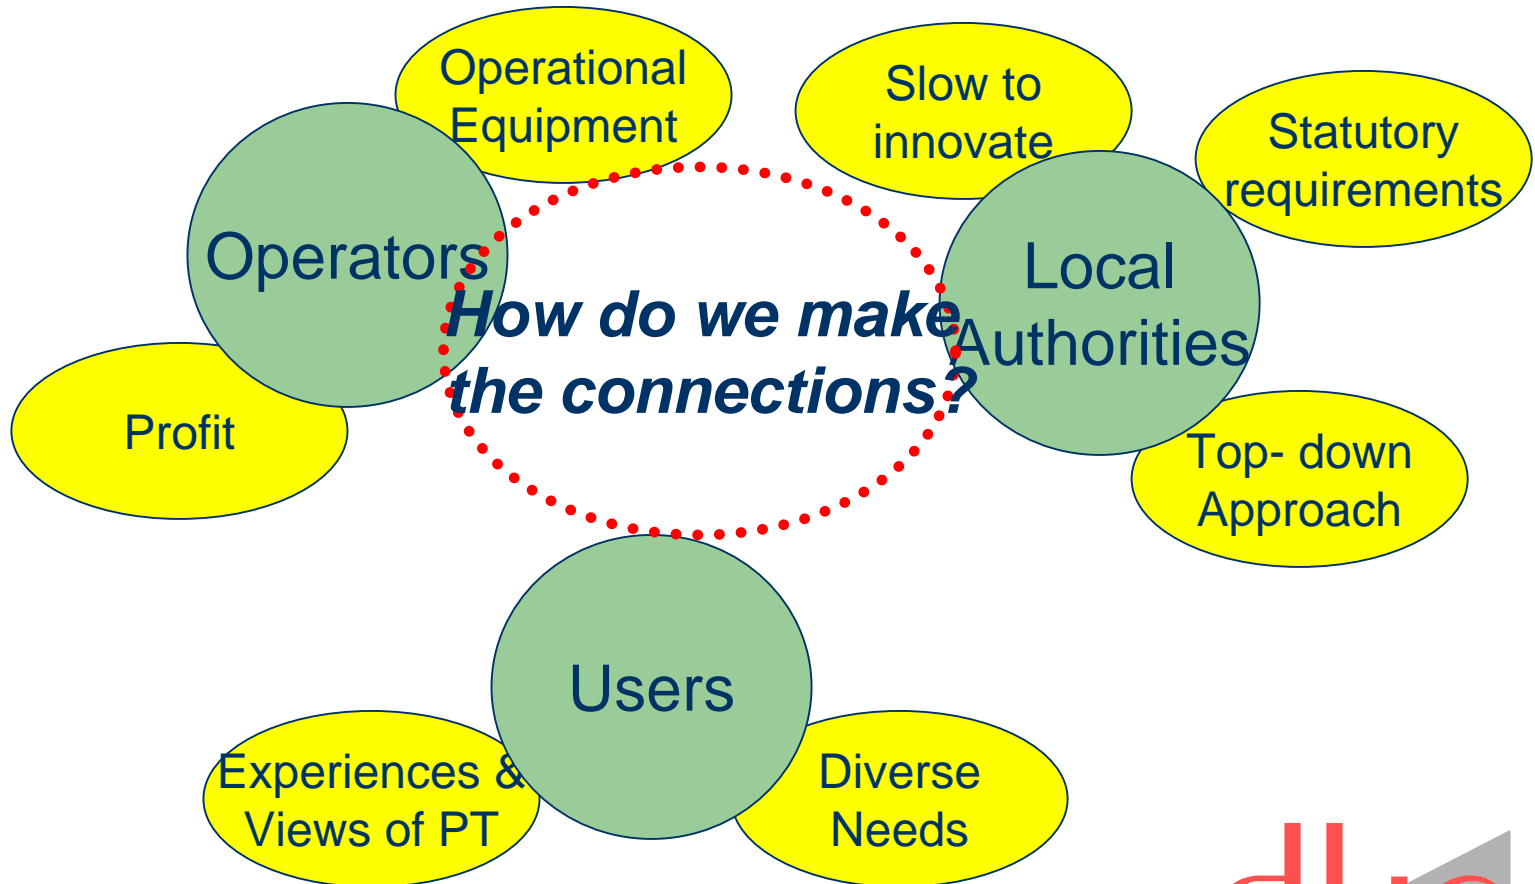 Operational
Equipment
Slow to
innovate
Statutory
requirements
Operators
Local
Authorities
How do we make
the connections?
Profit
Top- down
Approach
Users
Experiences &
Views of PT
Diverse
Needs